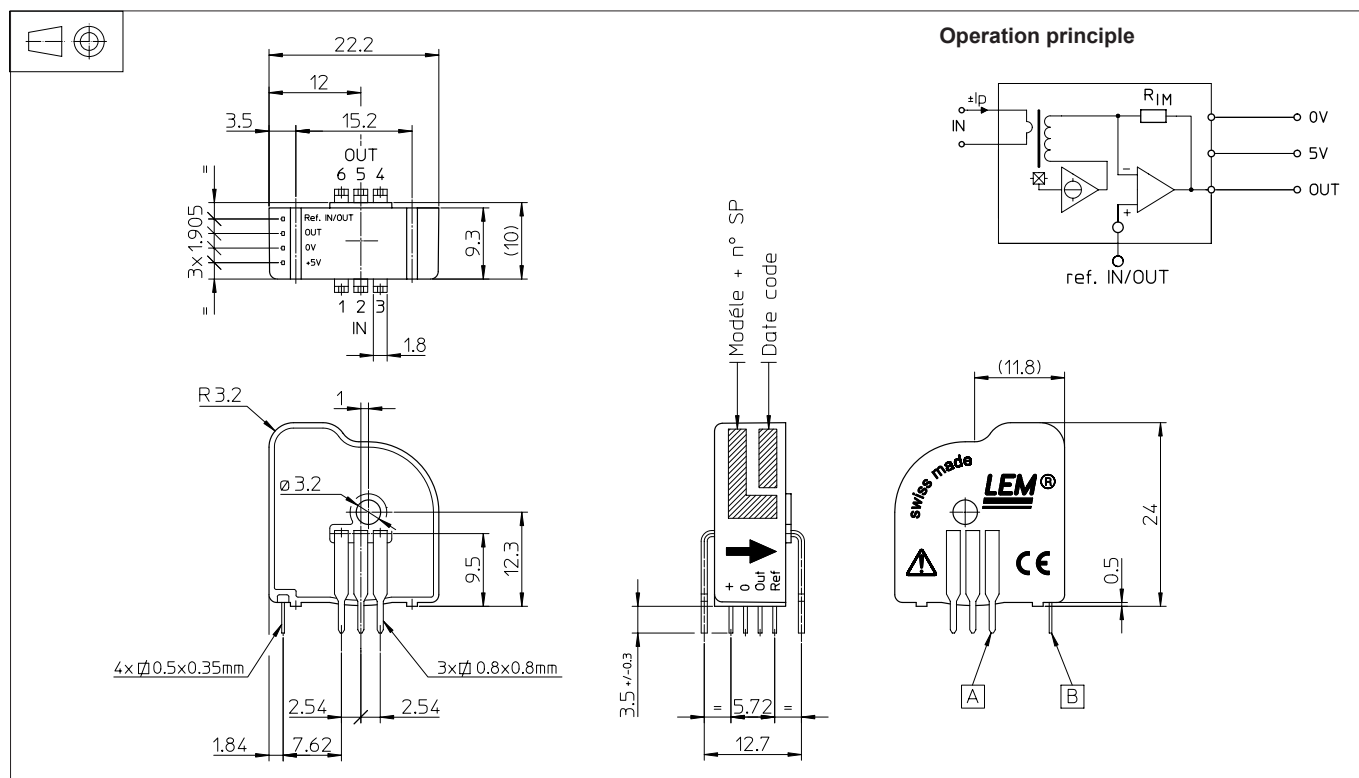 Operation principle
22.2
12
3.5
15.2
OUT
6 5 4
=
3x 1.905
=
Ref. IN/OUT
OUT
0V
+5V
9.3
(10)
1 2 3
IN
1.8
±Ip
IN
RIM
-
+
0V
5V
OUT
ref. IN/OUT
R 3.2
1
ø 3.2
9.5
12.3
4x 0.5x0.35mm
3x 0.8x0.8mm
2.54
2.54
1.84
7.62
Modéle + n° SP
Date code
+
0
Out
Ref
3.5 +/-0.3
= 5.72 =
12.7
(11.8)
swiss made
LEM®
CE
24
0.5
A
B